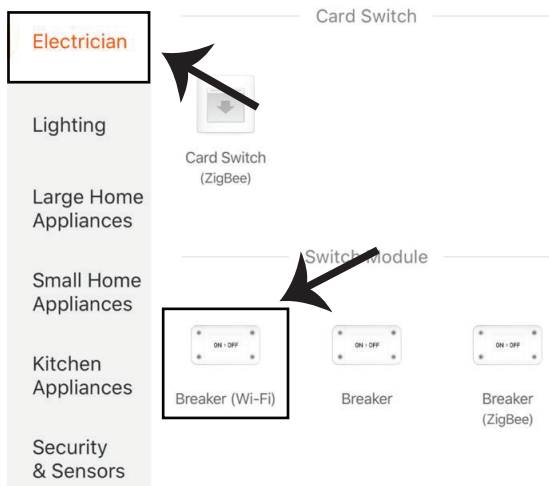 Electrician
Lighting
Large Home
Appliances
Small Home
Appliances
Kitchen
Appliances
Security
& Sensors
Card Switch
Card Switch
(ZigBee)
Switch Module
ON › OFF
Breaker (Wi-Fi)
ON › OFF
Breaker
ON › OFF
Breaker
(ZigBee)